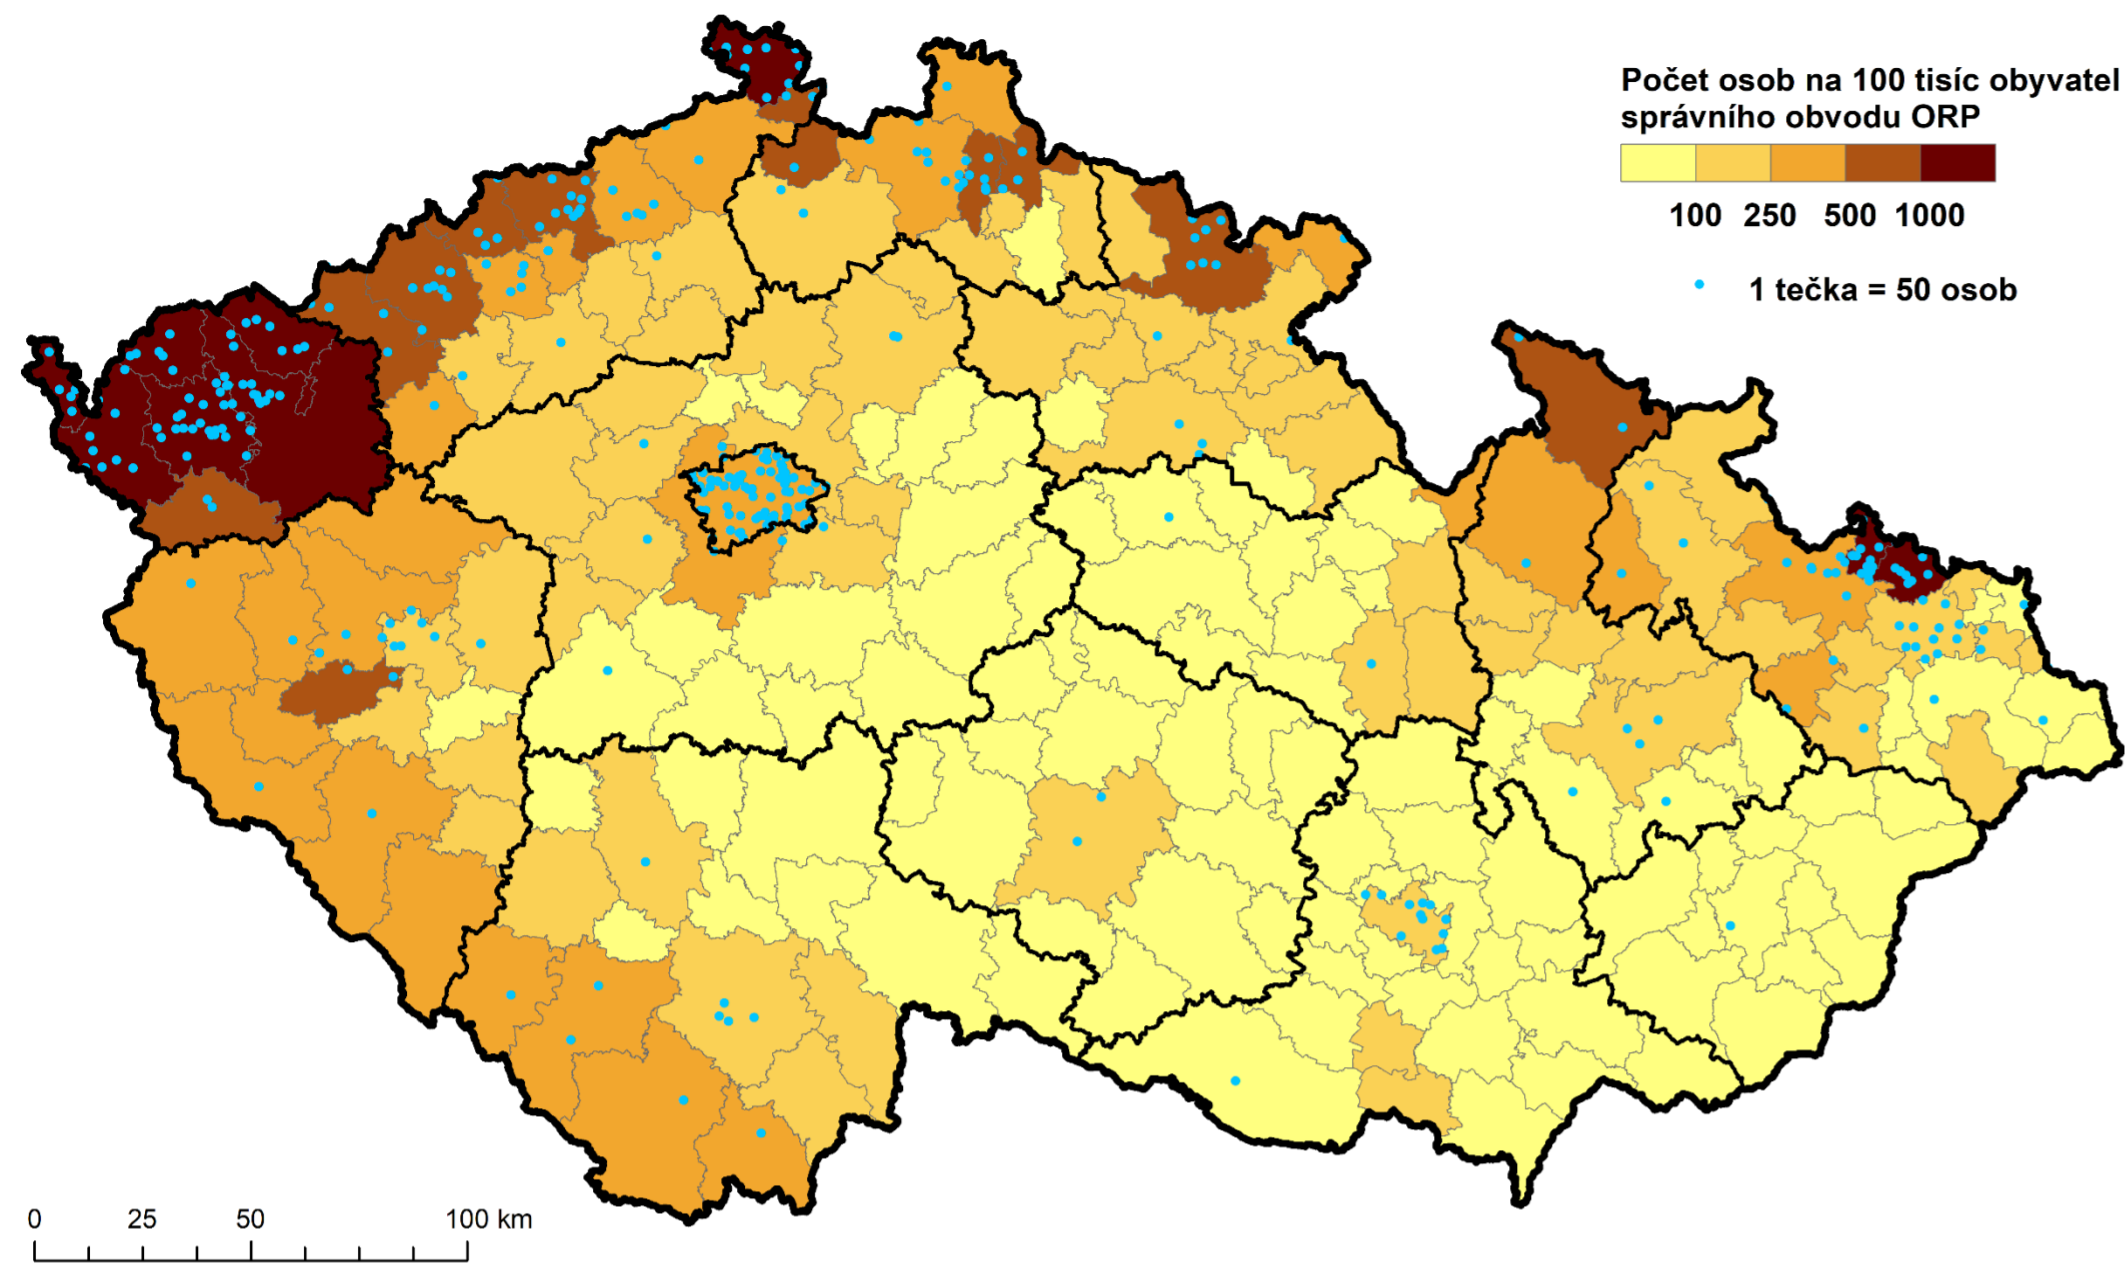 Počet osob na 100 tisíc obyvatel
správního obvodu ORP
100 250 500 1000
1 tečka = 50 osob
0 25 50 100 km